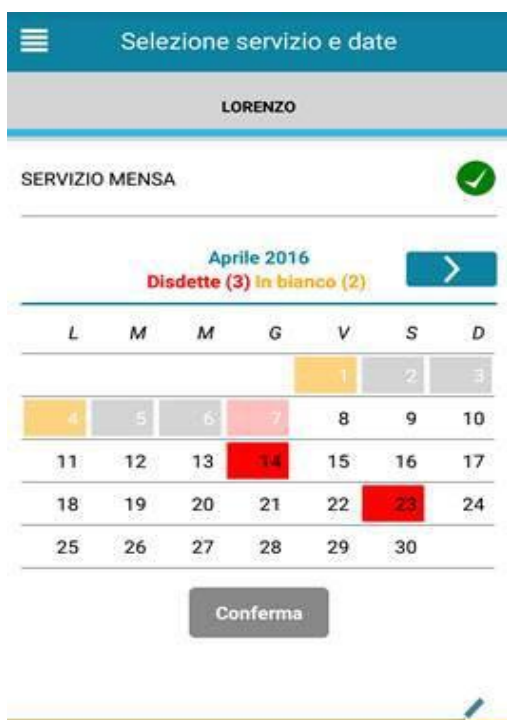 Selezione servizio e date
LORENZO
SERVIZIO MENSA
Aprile 2016
Disdette (3) In bianco (2)
L M M G V S D
1 2 3
4 5 6 7 8 9 10
11 12 13 14 15 16 17
18 19 20 21 22 23 24
25 26 27 28 29 30
Conferma